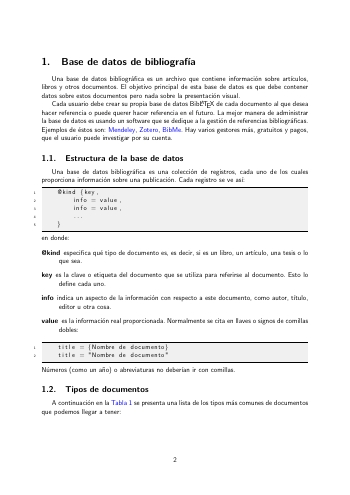 1. Base de datos de bibliografía
Una base de datos bibliográfica es un archivo que contiene información sobre artículos,
libros y otros documentos. El objetivo principal de esta base de datos es que debe contener
datos sobre estos documentos pero nada sobre la presentación visual.
Cada usuario debe crear su propia base de datos BibLATEX de cada documento al que desea
hacer referencia o puede querer hacer referencia en el futuro. La mejor manera de administrar
la base de datos es usando un software que se dedique a la gestión de referencias bibliográficas.
Ejemplos de éstos son: Mendeley, Zotero, BibMe. Hay varios gestores más, gratuitos y pagos,
que el usuario puede investigar por su cuenta.
1.1. Estructura de la base de datos
Una base de datos bibliográfica es una colección de registros, cada uno de los cuales
proporciona información sobre una publicación. Cada registro se ve así:
1 @kind {key,
2 info = value,
3 info = value,
4 ...
5 }
en donde:
@kind especifica qué tipo de documento es, es decir, si es un libro, un artículo, una tesis o lo
que sea.
key es la clave o etiqueta del documento que se utiliza para referirse al documento. Esto lo
define cada uno.
info indica un aspecto de la información con respecto a este documento, como autor, título,
editor u otra cosa.
value es la información real proporcionada. Normalmente se cita en llaves o signos de comillas
dobles:
1 title = {Nombre de documento}
2 title = "Nombre de documento"
Números (como un año) o abreviaturas no deberían ir con comillas.
1.2. Tipos de documentos
A continuación en la Tabla 1 se presenta una lista de los tipos más comunes de documentos
que podemos llegar a tener:
2